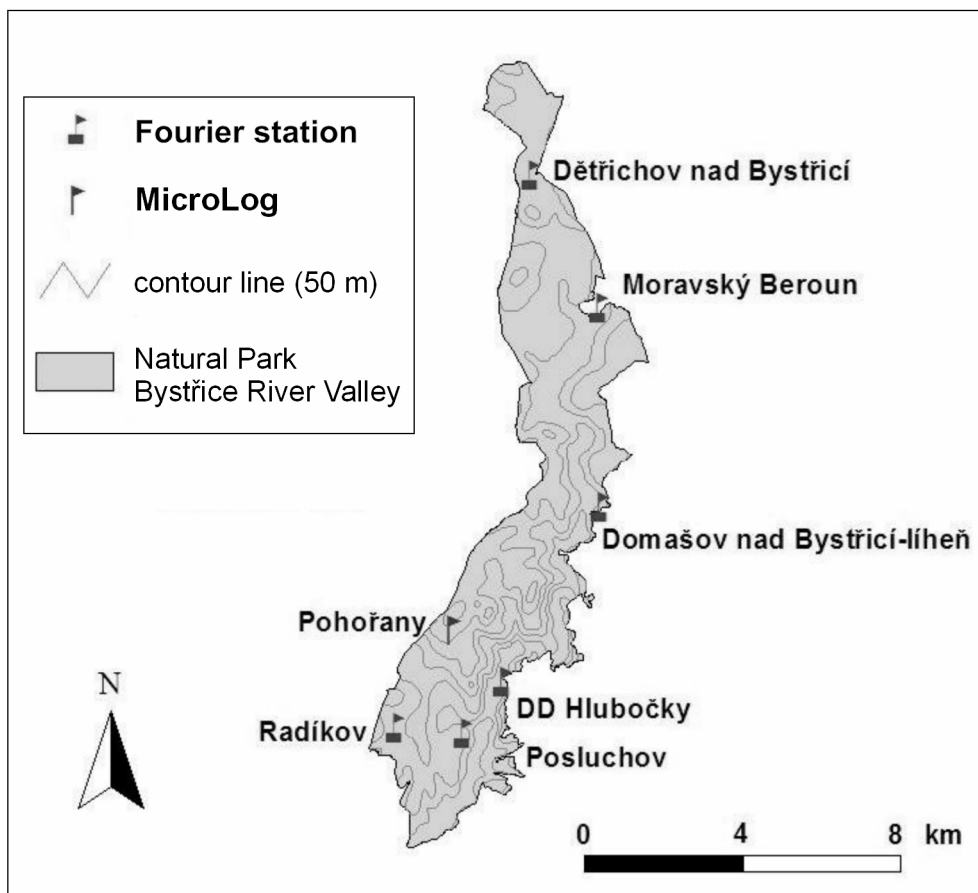 Fourier station
MicroLog
contour line (50 m)
Natural Park
Bystřice River Valley
Dětřichov nad Bystřicí
Moravský Beroun
Domašov nad Bystřicí-líheň
Pohořany
DD Hlubočky
Radíkov
Posluchov
N
0 4 8 km